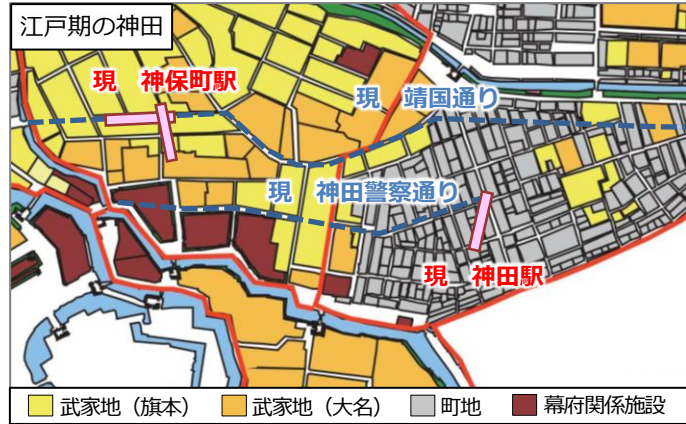 江戸期の神田
現 神保町駅
現 靖国通り
現 神田警察通り
現 神田駅
武家地（旗本）
武家地（大名）
町地
幕府関係施設